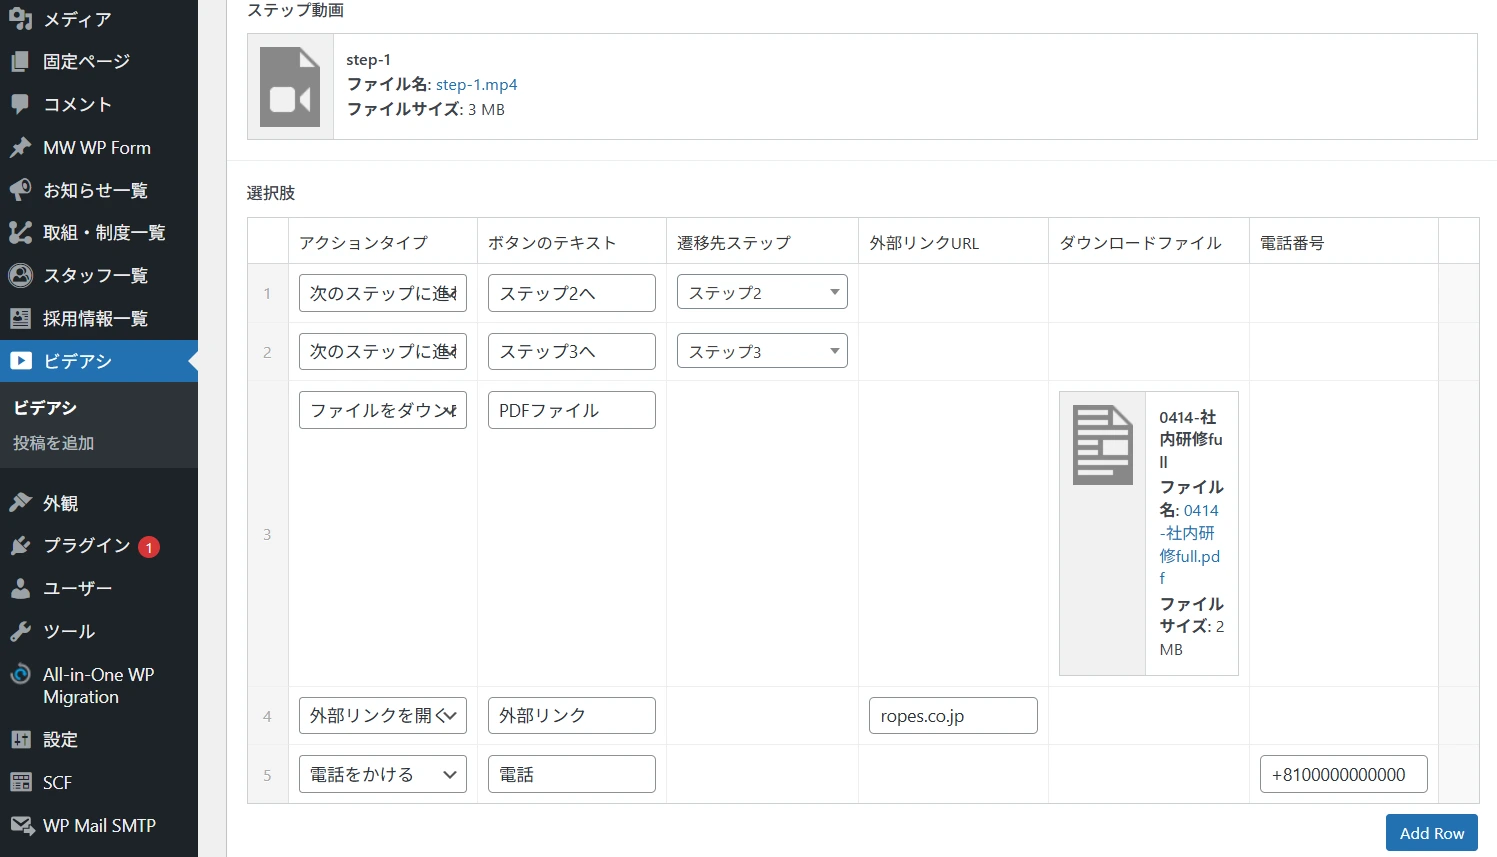 メディア
固定ページ
コメント
MW WP Form
お知らせ一覧
取組・制度一覧
スタッフ一覧
採用情報一覧
ビデアシ
ビデアシ
投稿を追加
外観
プラグイン 1
ユーザー
ツール
All-in-One WP
Migration
設定
SCF
WP Mail SMTP
ステップ動画
step-1
ファイル名: step-1.mp4
ファイルサイズ: 3 MB
選択肢
アクションタイプ ボタンのテキスト 遷移先ステップ 外部リンクURL ダウンロードファイル 電話番号
1 次のステップに進む ステップ2へ ステップ2
2 次のステップに進む ステップ3へ ステップ3
3 ファイルをダウン PDFファイル
0414-社
内研修fu
ll
ファイル
名: 0414
-社内研
修full.pd
f
ファイル
サイズ: 2
MB
4 外部リンクを開く 外部リンク ropes.co.jp
5 電話をかける 電話 +8100000000000
Add Row